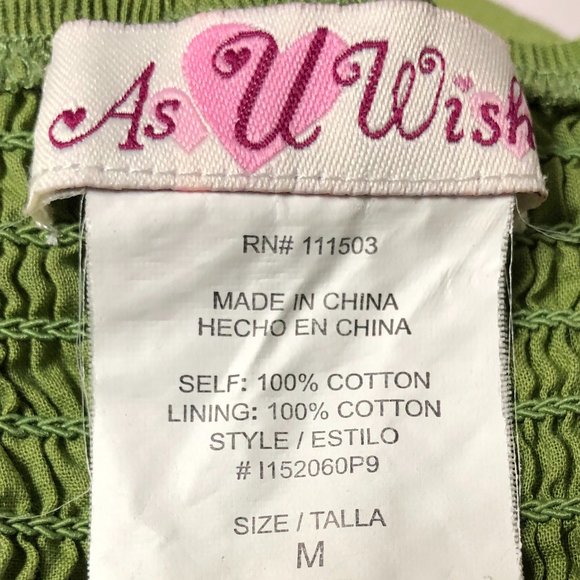 As U Wish
RN# 111503
MADE IN CHINA
HECHO EN CHINA
SELF: 100% COTTON
LINING: 100% COTTON
STYLE / ESTILO
# I152060P9
SIZE / TALLA
M